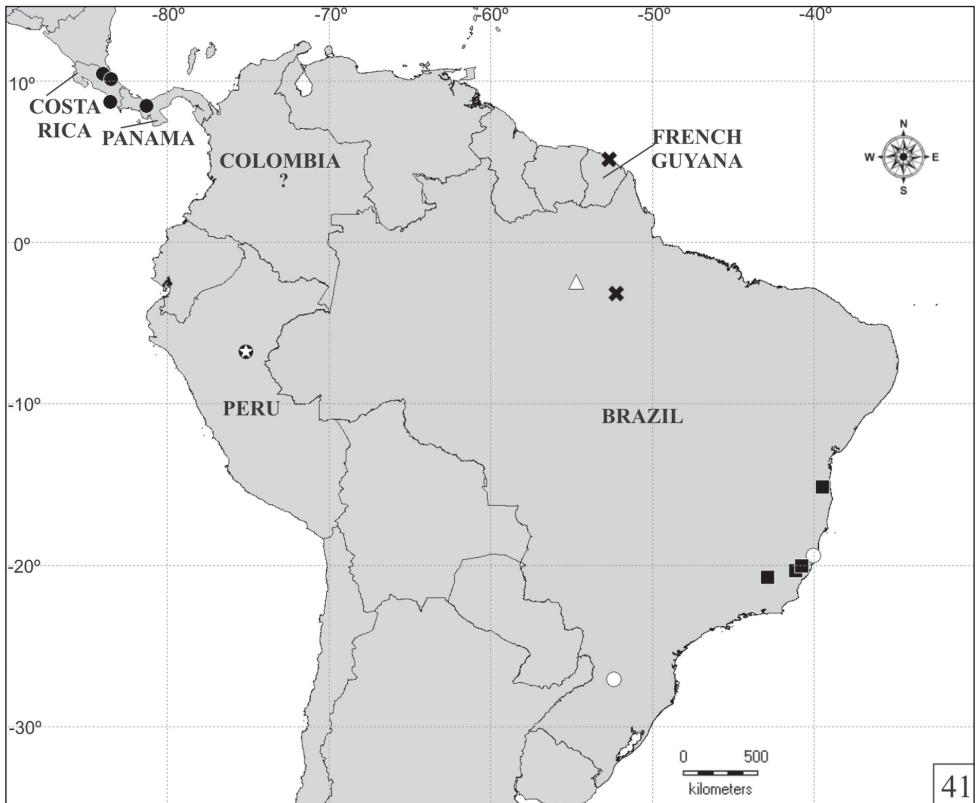 -80° -70° -60° -50° -40°
10°
COSTA
RICA
PANAMA
COLOMBIA
?
FRENCH
GUYANA
N
W E
S
0°
PERU
-10°
BRAZIL
-20°
-30°
0 500
kilometers
41